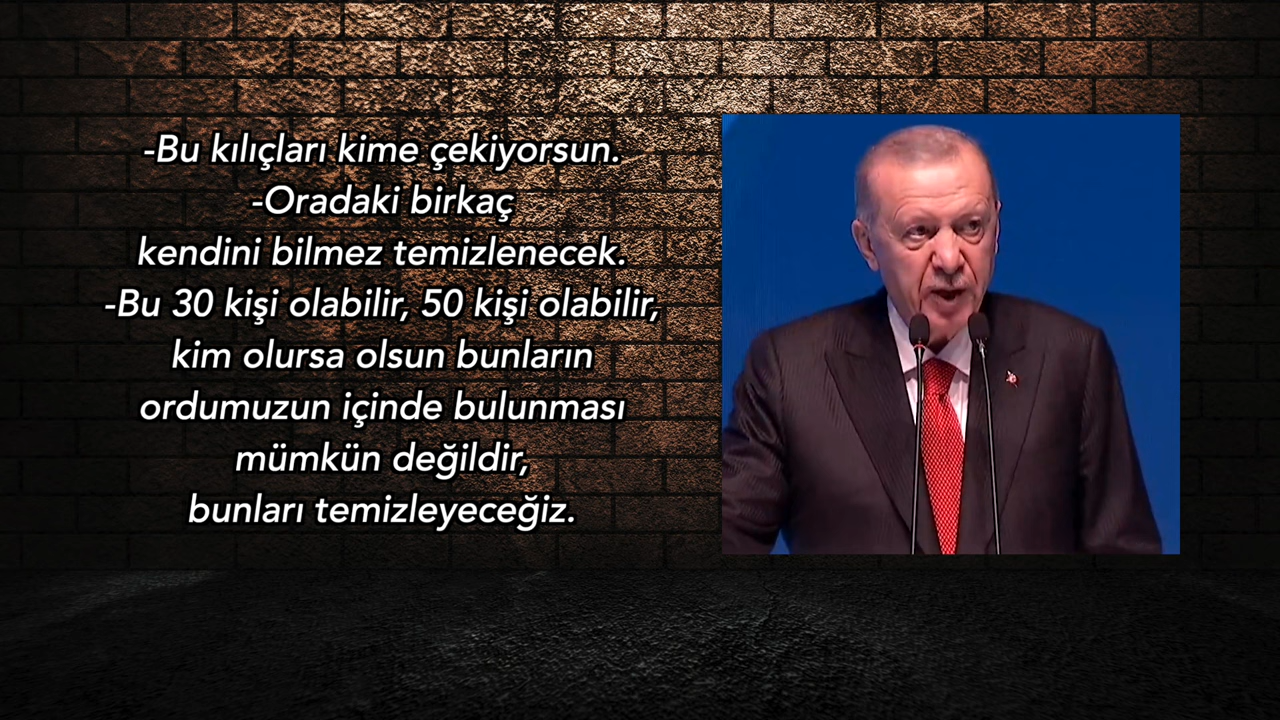 -Bu kılıçları kime çekiyorsun.
-Oradaki birkaç
kendini bilmez temizlenecek.
-Bu 30 kişi olabilir, 50 kişi olabilir,
kim olursa olsun bunların
ordumuzun içinde bulunması
mümkün değildir,
bunları temizleyeceğiz.